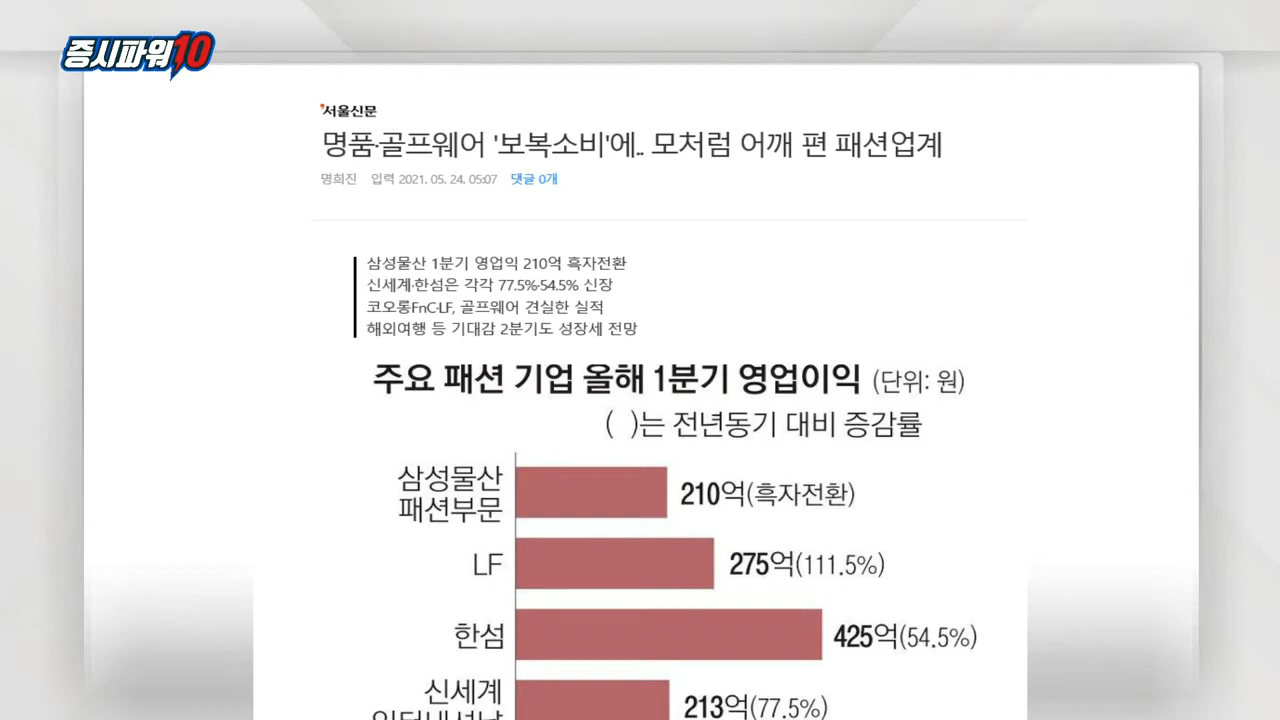 증시파워10
서울신문
명품·골프웨어 '보복소비'에.. 모처럼 어깨 편 패션업계
명희진 입력 2021. 05. 24. 05:07 댓글 0개
삼성물산 1분기 영업익 210억 흑자전환
신세계·한섬은 각각 77.5%·54.5% 신장
코오롱FnC·LF, 골프웨어 견실한 실적
해외여행 등 기대감 2분기도 성장세 전망
주요 패션 기업 올해 1분기 영업이익 (단위: 원)
( )는 전년동기 대비 증감률
삼성물산
패션부문
210억(흑자전환)
LF
275억(111.5%)
한섬
425억(54.5%)
신세계
213억(77.5%)